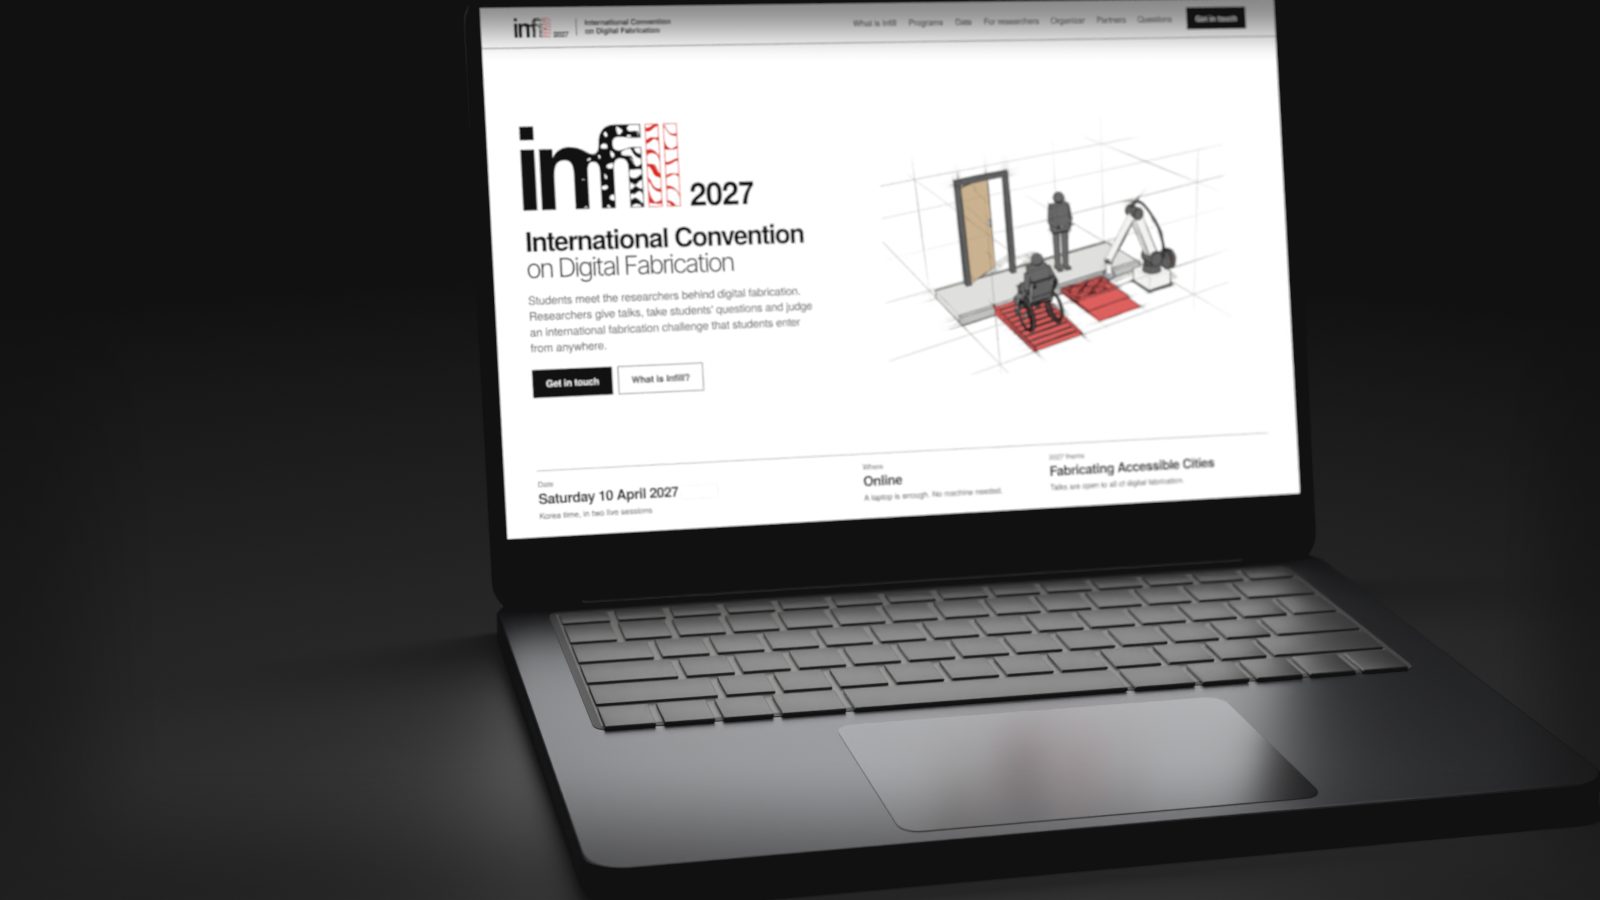 infill 2027
International Convention
on Digital Fabrication
What is Infill Programs Date For researchers Organizer Partners Questions Get in touch
infill 2027
International Convention
on Digital Fabrication
Students meet the researchers behind digital fabrication.
Researchers give talks, take students' questions and judge
an international fabrication challenge that students enter
from anywhere.
Get in touch What is Infill?
Date
Saturday 10 April 2027
Korea time, in two live sessions
Where
Online
A laptop is enough. No machine needed.
2027 theme
Fabricating Accessible Cities
Talks are open to all of digital fabrication.